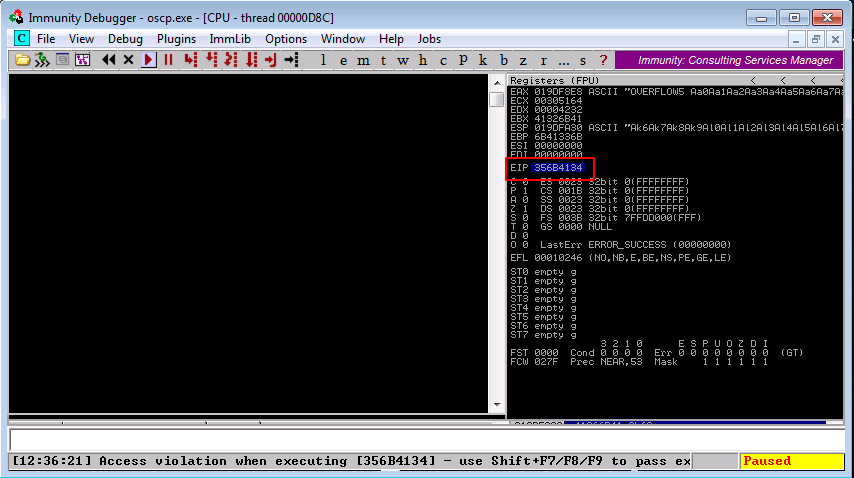 Immunity Debugger - oscp.exe - [CPU - thread 00000D8C]
C File View Debug Plugins ImmLib Options Window Help Jobs
l e m t w h c p k b z r ... s ? Immunity: Consulting Services Manager
Registers (FPU) < < < <
EAX 019DF8E8 ASCII "OVERFLOW5 Aa0Aa1Aa2Aa3Aa4Aa5Aa6Aa7Aa
ECX 00305164
EDX 00004232
EBX 41326B41
ESP 019DFA30 ASCII "Ak6Ak7Ak8Ak9Al0Al1Al2Al3Al4Al5Al6Al7
EBP 6B41336B
ESI 00000000
EDI 00000000
EIP 356B4134
C 0 ES 0023 32bit 0(FFFFFFFF)
P 1 CS 001B 32bit 0(FFFFFFFF)
A 0 SS 0023 32bit 0(FFFFFFFF)
Z 1 DS 0023 32bit 0(FFFFFFFF)
S 0 FS 003B 32bit 7FFDD000(FFF)
T 0 GS 0000 NULL
D 0
O 0 LastErr ERROR_SUCCESS (00000000)
EFL 00010246 (NO,NB,E,BE,NS,PE,GE,LE)
ST0 empty g
ST1 empty g
ST2 empty g
ST3 empty g
ST4 empty g
ST5 empty g
ST6 empty g
ST7 empty g
3 2 1 0 E S P U O Z D I
FST 0000 Cond 0 0 0 0 Err 0 0 0 0 0 0 0 0 (GT)
FCW 027F Prec NEAR,53 Mask 1 1 1 1 1 1
[12:36:21] Access violation when executing [356B4134] - use Shift+F7/F8/F9 to pass ex
Paused